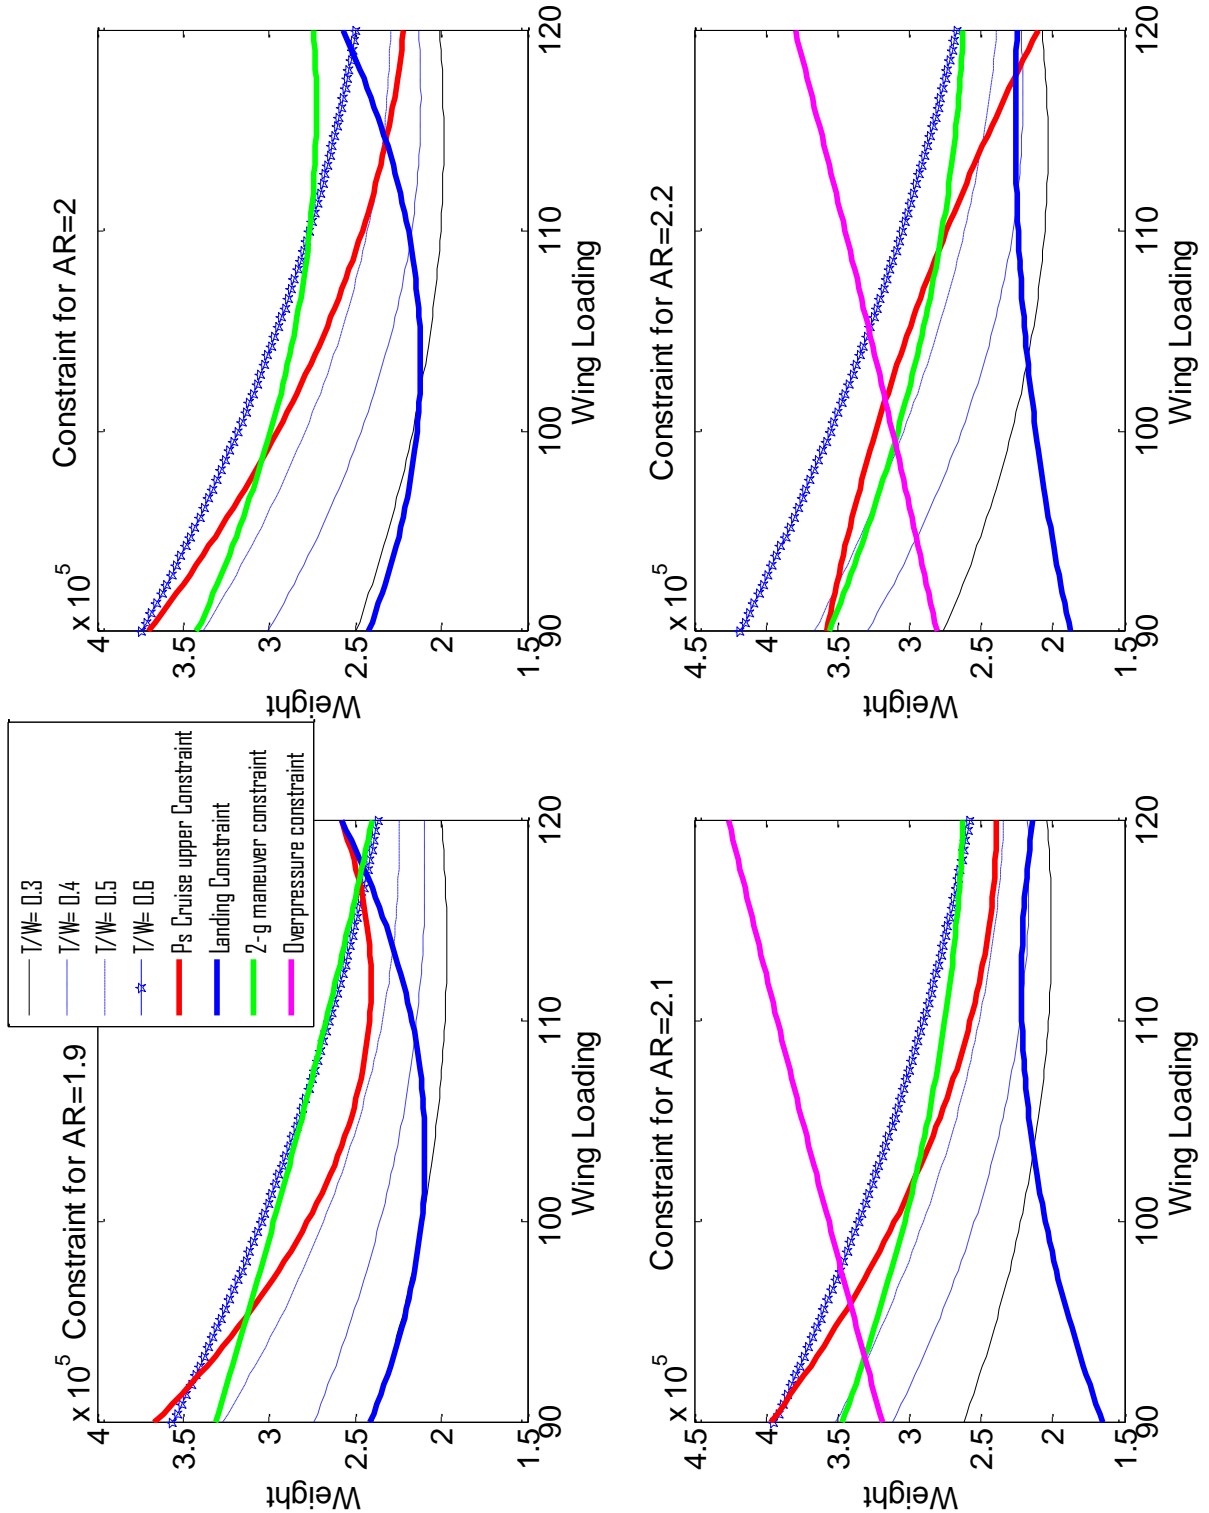 x 10^5 Constraint for AR=1.9
4
3.5
3
2.5
2
1.5
90
100
110
120
Weight
Wing Loading
T/W= 0.3
T/W= 0.4
T/W= 0.5
T/W= 0.6
Ps Cruise upper Constraint
Landing Constraint
2-g maneuver constraint
Overpressure constraint
x 10^5
Constraint for AR=2
4
3.5
3
2.5
2
1.5
90
100
110
120
Weight
Wing Loading
x 10^5
Constraint for AR=2.1
4.5
4
3.5
3
2.5
2
1.5
90
100
110
120
Weight
Wing Loading
x 10^5
Constraint for AR=2.2
4.5
4
3.5
3
2.5
2
1.5
90
100
110
120
Weight
Wing Loading